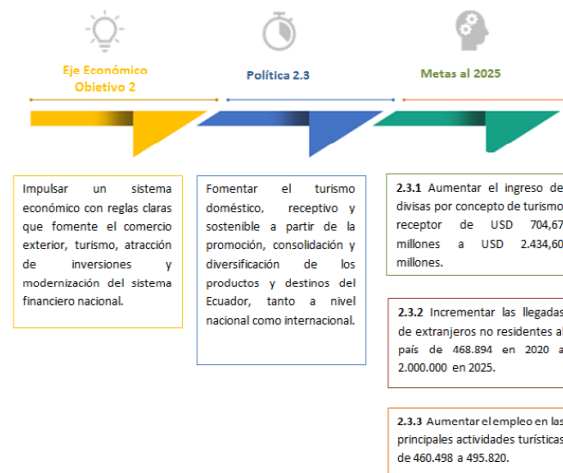 Eje Económico
Obietivo 2
Política 2.3
Metas al 2025
Impulsar un sistema
económico con reglas claras
que fomente el comercio
exterior, turismo, atracción
de inversiones y
modernización del sistema
financiero nacional.
Fomentar el turismo
doméstico, receptivo y
sostenible a partir de la
promoción, consolidación y
diversificación de los
productos y destinos del
Ecuador, tanto a nivel
nacional como internacional.
2.3.1 Aumentar el ingreso de
divisas por concepto de turismo
receptor de USD 704,67
millones a USD 2.434,60
millones.
2.3.2 Incrementar las llegadas
de extranjeros no residentes al
país de 468.894 en 2020 a
2.000.000 en 2025.
2.3.3 Aumentar el empleo en las
principales actividades turísticas
de 460.498 a 495.820.